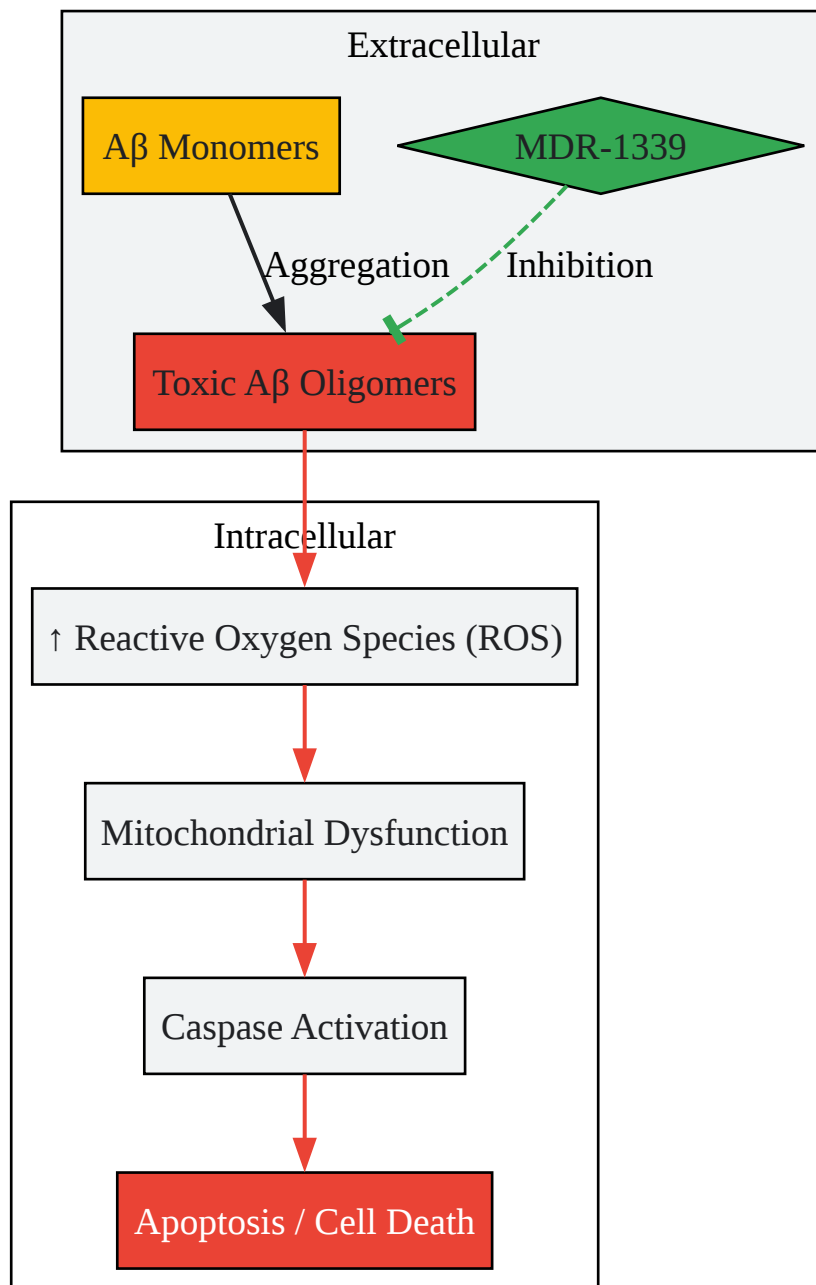 Extracellular
Aβ Monomers
MDR-1339
Aggregation
Inhibition
Toxic Aβ Oligomers
Intracellular
↑ Reactive Oxygen Species (ROS)
Mitochondrial Dysfunction
Caspase Activation
Apoptosis / Cell Death